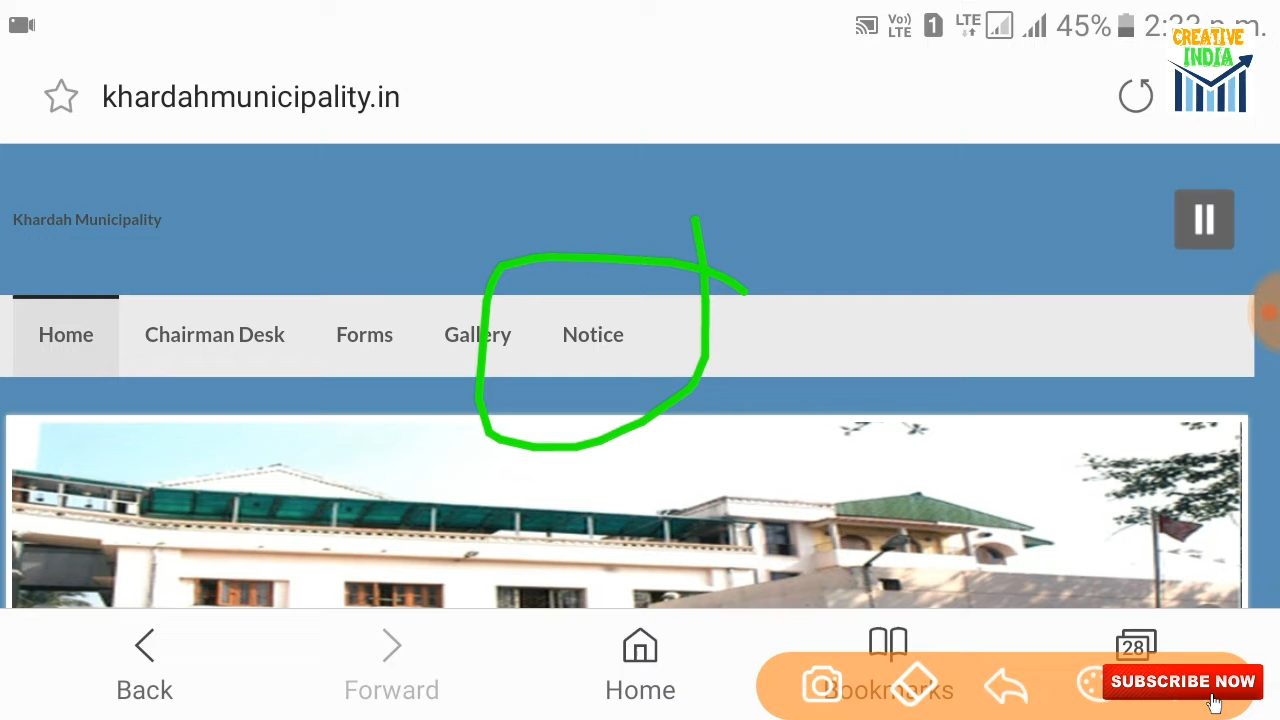 Vo)) LTE 1 LTE 45%
CREATIVE
INDIA
khardahmunicipality.in
Khardah Municipality
Home Chairman Desk Forms Gallery Notice
28
Back Forward Home Bookmarks
SUBSCRIBE NOW